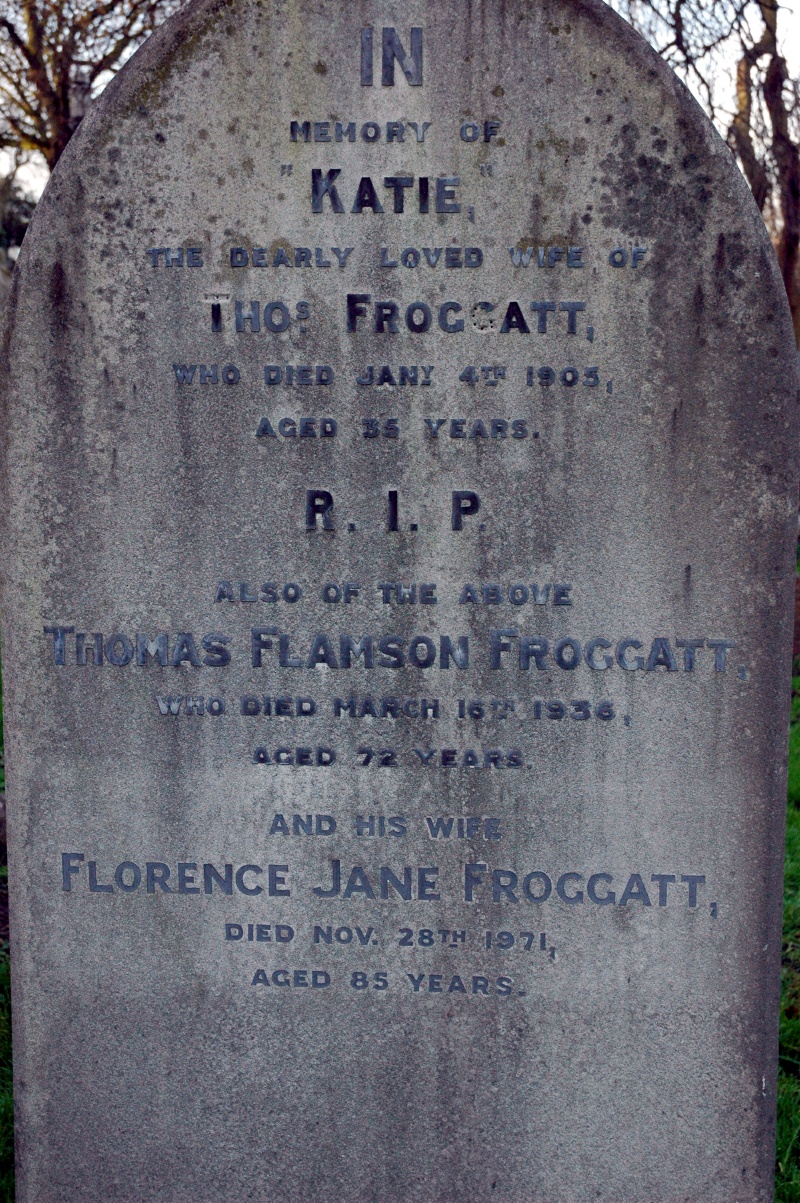 IN
MEMORY OF
"KATIE,"
THE DEARLY LOVED WIFE OF
THOS FROGGATT,
WHO DIED JANY 4TH 1905,
AGED 35 YEARS.
R. I. P.
ALSO OF THE ABOVE
THOMAS FLAMSON FROGGATT,
WHO DIED MARCH 16TH 1936,
AGED 72 YEARS.
AND HIS WIFE
FLORENCE JANE FROGGATT,
DIED NOV. 28TH 1971,
AGED 85 YEARS.